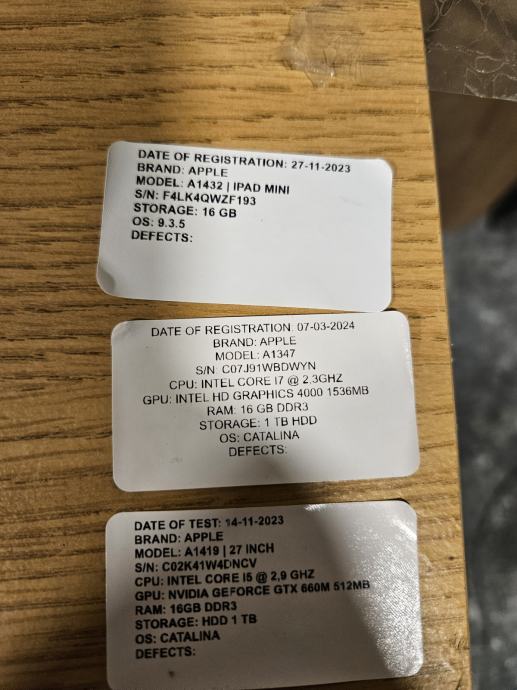 DATE OF REGISTRATION: 27-11-2023
BRAND: APPLE
MODEL: A1432 | IPAD MINI
S/N: F4LK4QWZF193
STORAGE: 16 GB
OS: 9.3.5
DEFECTS:
DATE OF REGISTRATION: 07-03-2024
BRAND: APPLE
MODEL: A1347
S/N: C07J91WBDWYN
CPU: INTEL CORE I7 @ 2,3GHZ
GPU: INTEL HD GRAPHICS 4000 1536MB
RAM: 16 GB DDR3
STORAGE: 1 TB HDD
OS: CATALINA
DEFECTS:
DATE OF TEST: 14-11-2023
BRAND: APPLE
MODEL: A1419 | 27 INCH
S/N: C02K41W4DNCV
CPU: INTEL CORE I5 @ 2,9 GHZ
GPU: NVIDIA GEFORCE GTX 660M 512MB
RAM: 16GB DDR3
STORAGE: HDD 1 TB
OS: CATALINA
DEFECTS: